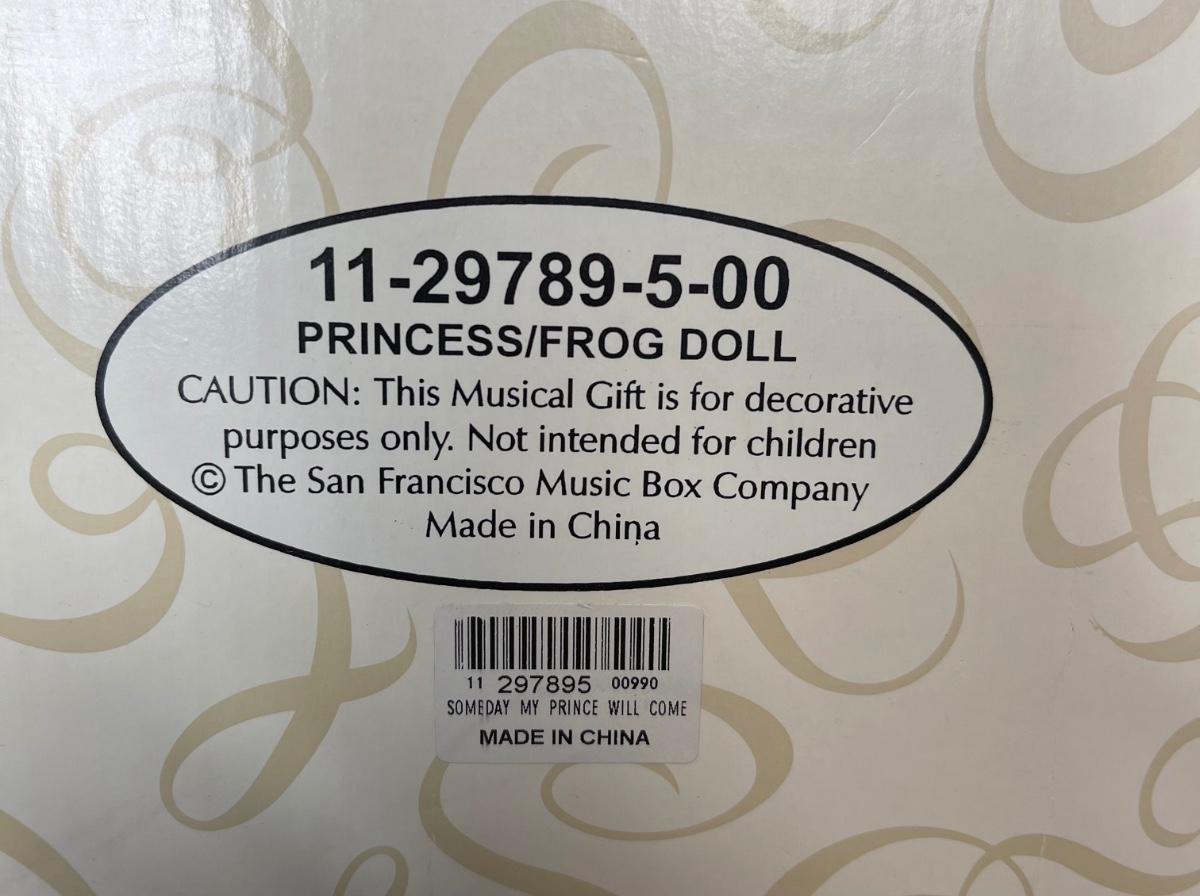 11-29789-5-00
PRINCESS/FROG DOLL
CAUTION: This Musical Gift is for decorative
purposes only. Not intended for children
© The San Francisco Music Box Company
Made in China
11 297895 00990
SOMEDAY MY PRINCE WILL COME
MADE IN CHINA